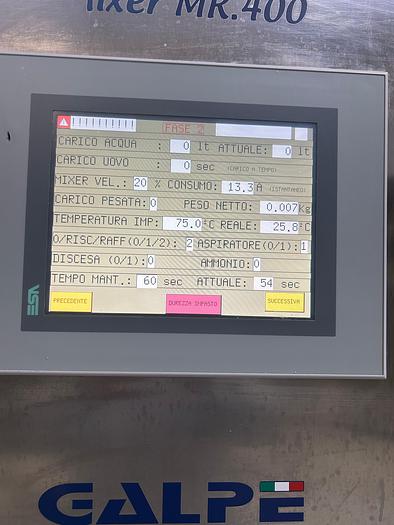 ixer MR.400
!!!!!!!!!!
FASE 2
CARICO ACQUA : 0 lt ATTUALE: 0 lt
CARICO UOVO : 0 sec (CARICO A TEMPO)
MIXER VEL.: 20 % CONSUMO: 13.3 A (ISTANTANEO)
CARICO PESATA: 0 PESO NETTO: 0.007 Kg
TEMPERATURA IMP: 75.0 °C REALE: 25.8 °C
0/RISC/RAFF(0/1/2): 2 ASPIRATORE(0/1): 1
DISCESA (0/1): 0 AMMONIO: 0
TEMPO MANT.: 60 sec ATTUALE: 54 sec
PRECEDENTE DUREZZA IMPASTO SUCCESSIVA
ESA
GALPE